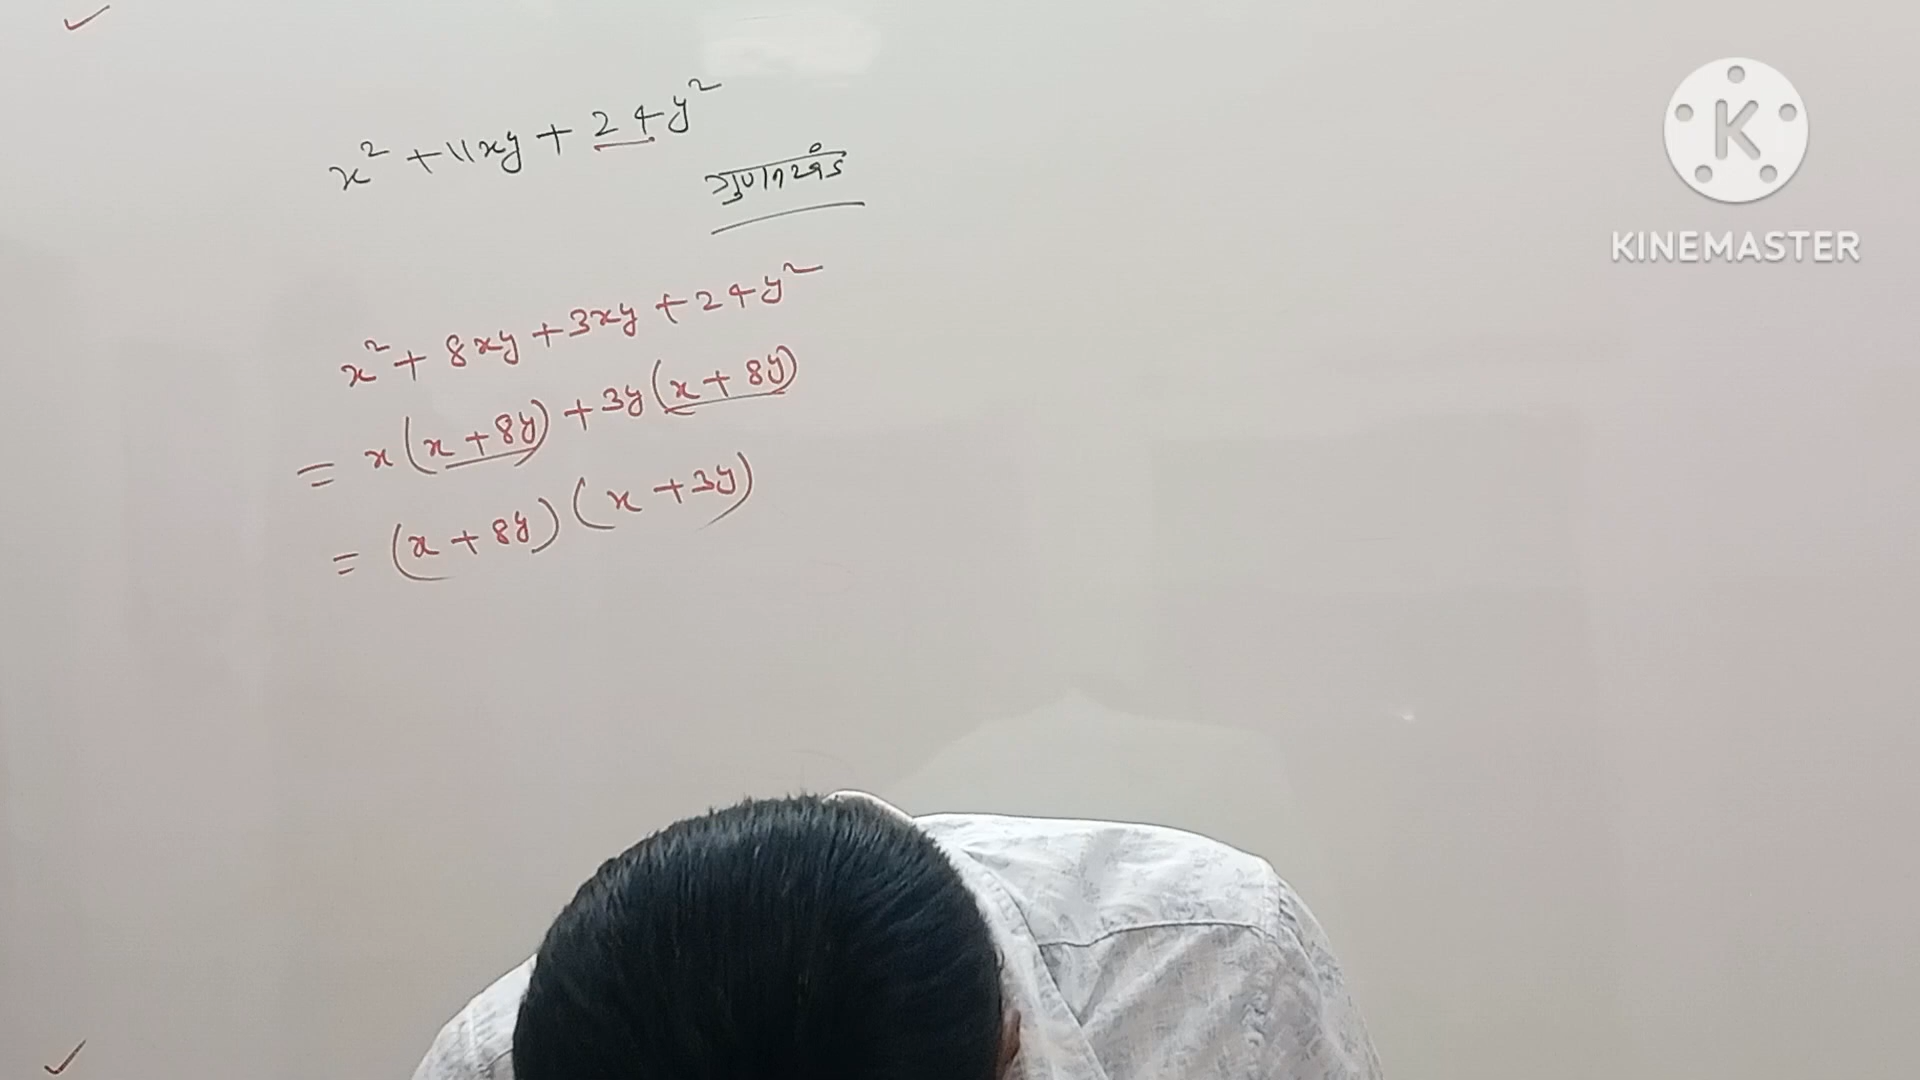 x² + 11xy + 24y²
गुणनखंड
x² + 8xy + 3xy + 24y²
= x(x + 8y) + 3y(x + 8y)
= (x + 8y)(x + 3y)
K
KINEMASTER